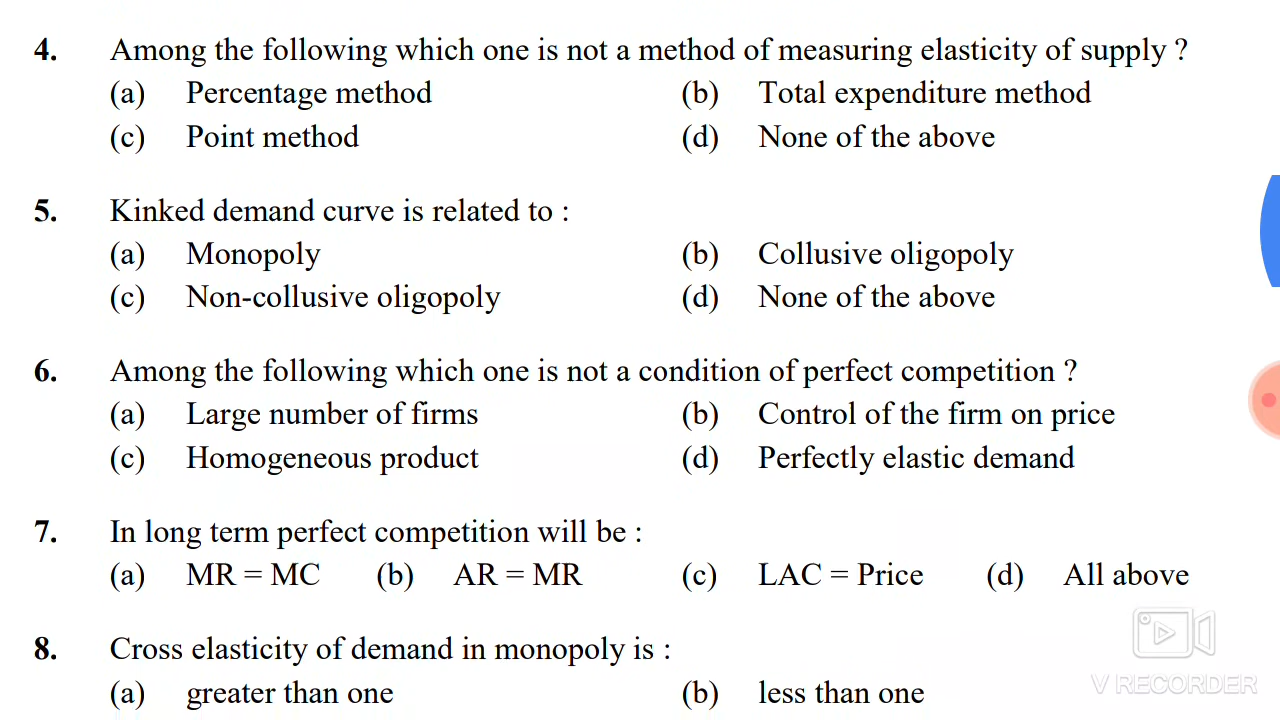 4. Among the following which one is not a method of measuring elasticity of supply ?
(a) Percentage method (b) Total expenditure method
(c) Point method (d) None of the above
5. Kinked demand curve is related to :
(a) Monopoly (b) Collusive oligopoly
(c) Non-collusive oligopoly (d) None of the above
6. Among the following which one is not a condition of perfect competition ?
(a) Large number of firms (b) Control of the firm on price
(c) Homogeneous product (d) Perfectly elastic demand
7. In long term perfect competition will be :
(a) MR = MC (b) AR = MR (c) LAC = Price (d) All above
8. Cross elasticity of demand in monopoly is :
(a) greater than one (b) less than one
V RECORDER